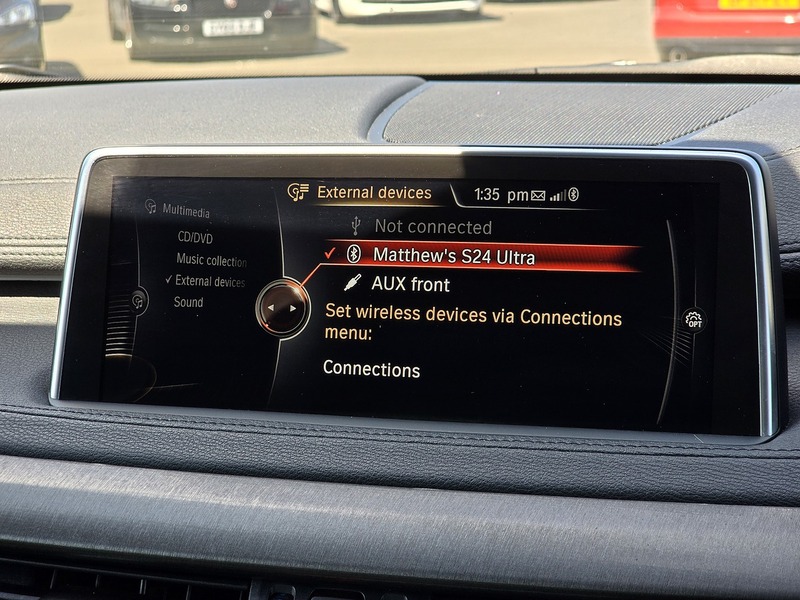 External devices
1:35 pm
Multimedia
CD/DVD
Music collection
External devices
Sound
Not connected
Matthew's S24 Ultra
AUX front
Set wireless devices via Connections
menu:
Connections
OPT